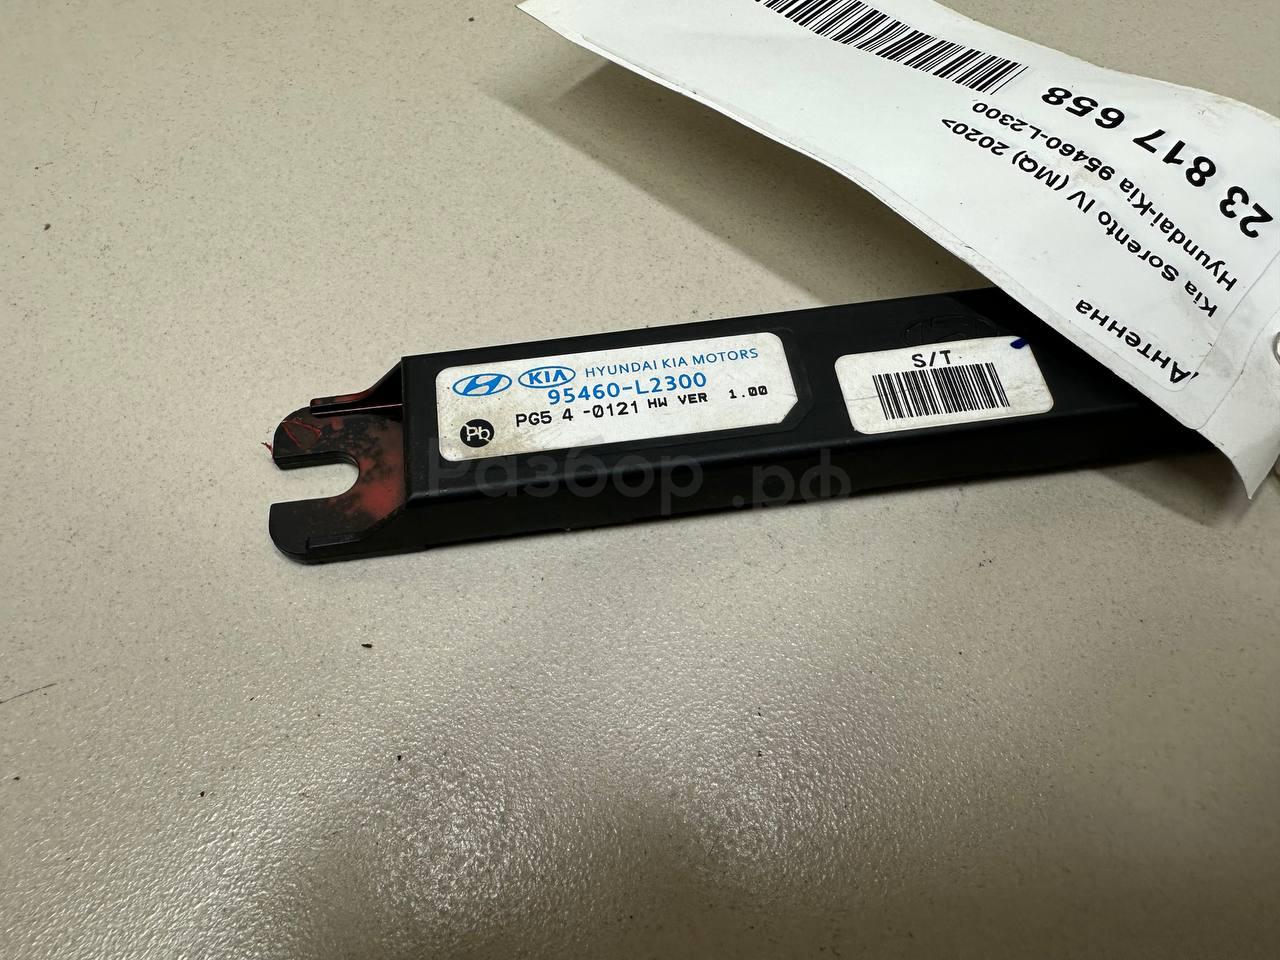 HYUNDAI KIA MOTORS
95460-L2300
Pb PG5 4 -0121 HW VER 1.00
S/T
Антенна
Kia Sorento IV (MQ) 2020>
Hyundai-Kia 95460-L2300
23 817 658
Разбор.рф